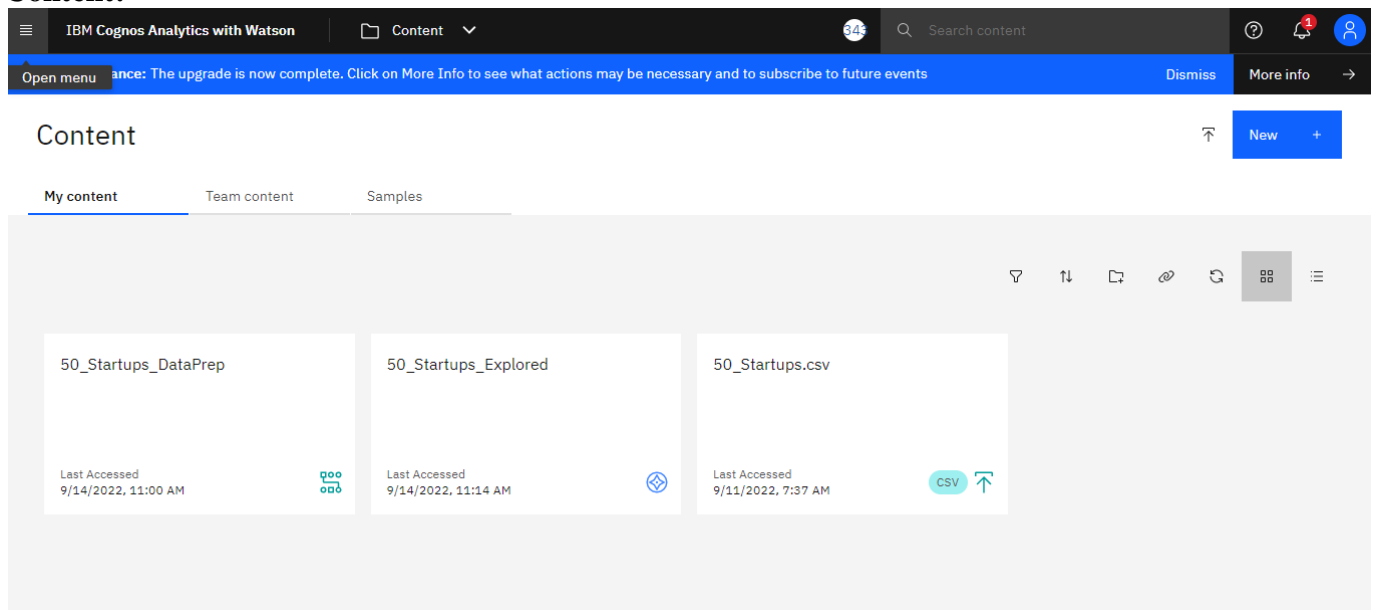 IBM Cognos Analytics with Watson
Content
343
Search content
1
Open menu
ance: The upgrade is now complete. Click on More Info to see what actions may be necessary and to subscribe to future events
Dismiss
More info
Content
New +
My content
Team content
Samples
50_Startups_DataPrep
50_Startups_Explored
50_Startups.csv
Last Accessed
9/14/2022, 11:00 AM
Last Accessed
9/14/2022, 11:14 AM
Last Accessed
9/11/2022, 7:37 AM
CSV